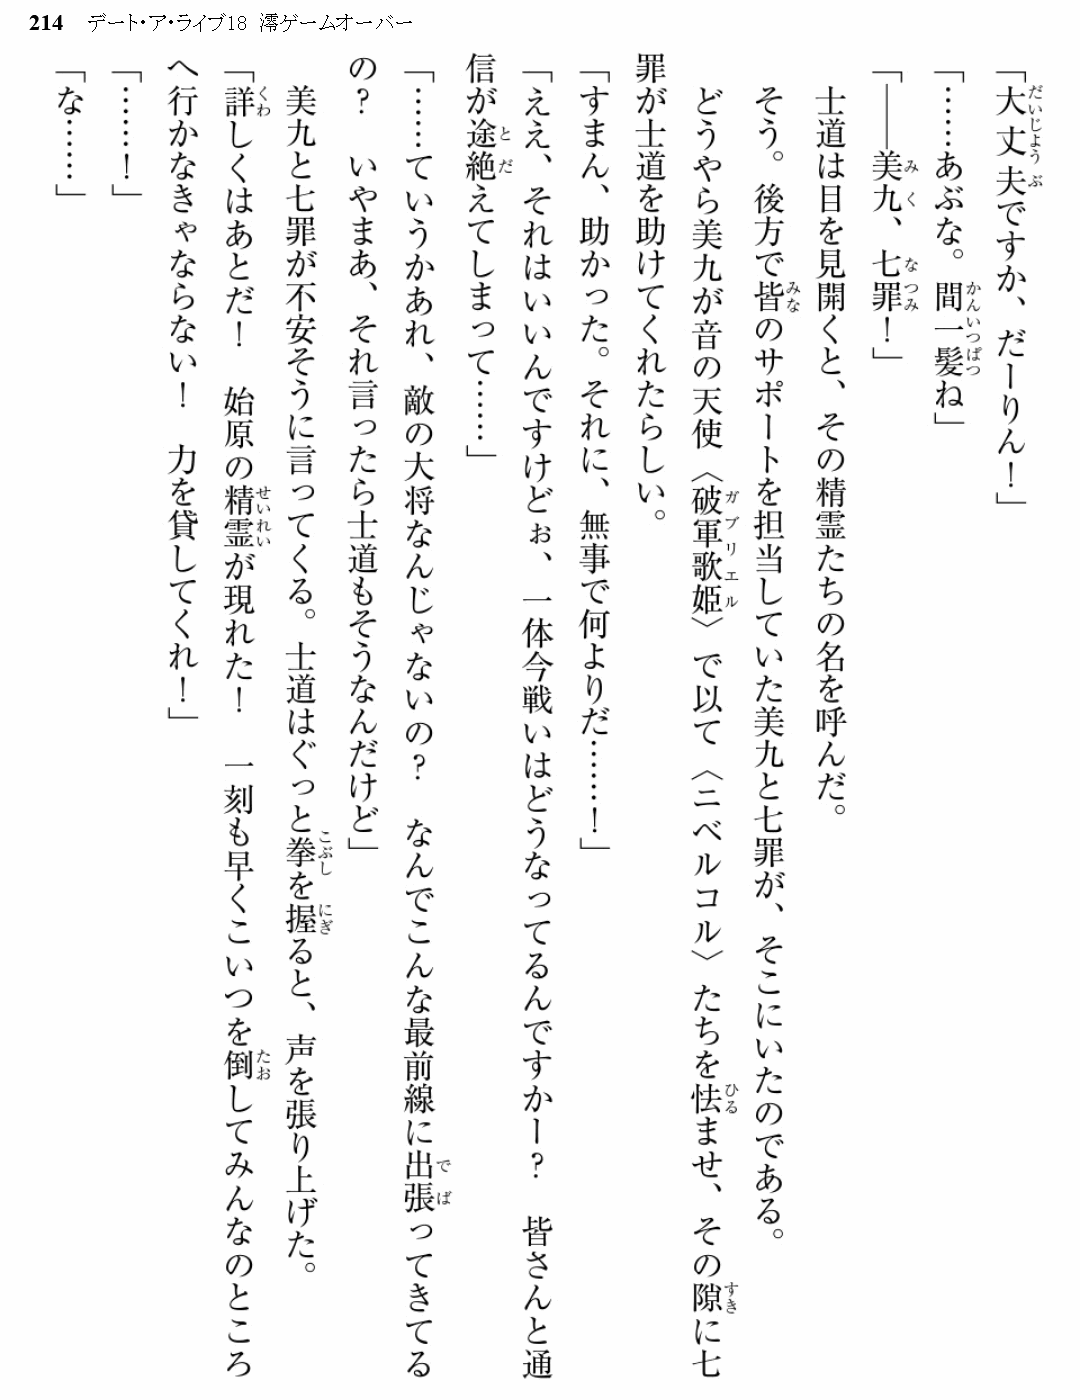 214 デート・ア・ライブ18 澪ゲームオーバー
「大丈夫ですか、だーりん！」
「……あぶな。間一髪ね」
「――美九、七罪！」
士道は目を見開くと、その精霊たちの名を呼んだ。
そう。後方で皆のサポートを担当していた美九と七罪が、そこにいたのである。
どうやら美九が音の天使〈破軍歌姫〉で以て〈ニベルコル〉たちを怯ませ、その隙に七
罪が士道を助けてくれたらしい。
「すまん、助かった。それに、無事で何よりだ……！」
「ええ、それはいいんですけどぉ、一体今戦いはどうなってるんですかー？　皆さんと通
信が途絶えてしまって……」
「……ていうかあれ、敵の大将なんじゃないの？　なんでこんな最前線に出張ってきてる
の？　いやまあ、それ言ったら士道もそうなんだけど」
美九と七罪が不安そうに言ってくる。士道はぐっと拳を握ると、声を張り上げた。
「詳しくはあとだ！　始原の精霊が現れた！　一刻も早くこいつを倒してみんなのところ
へ行かなきゃならない！　力を貸してくれ！」
「……！」
「な……」